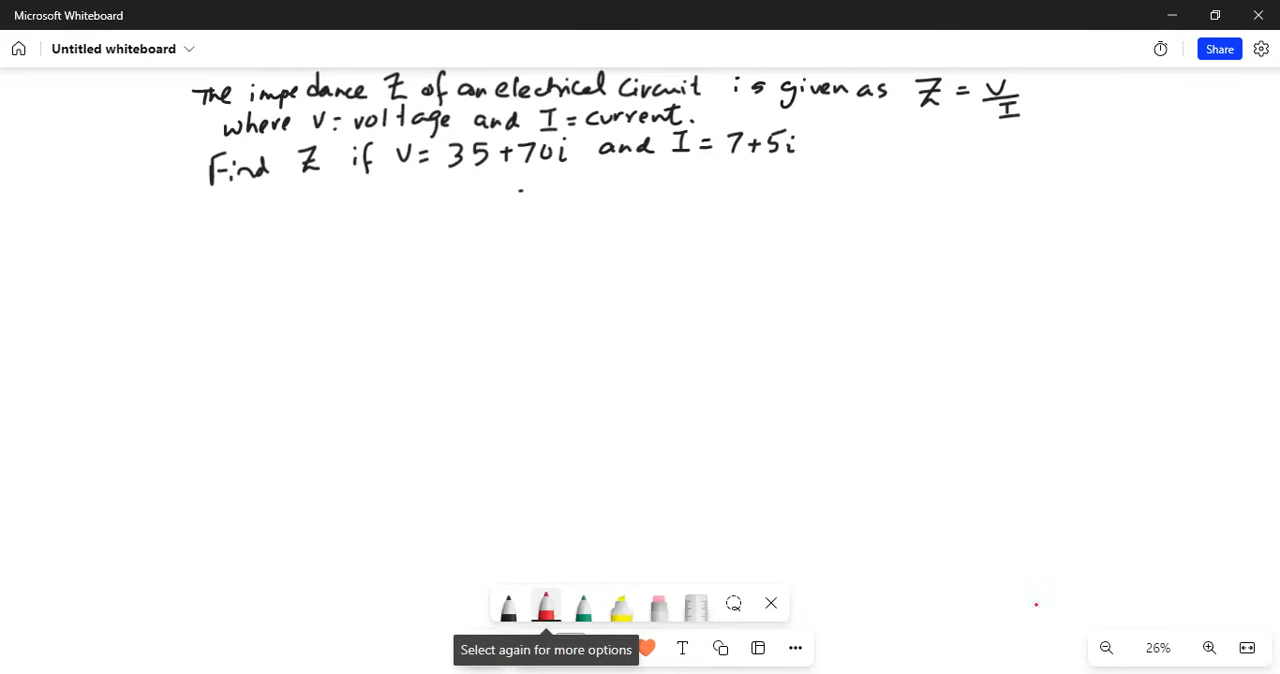 Microsoft Whiteboard
Untitled whiteboard
Share
The impedance Z of an electrical circuit is given as Z = V/I
where V = voltage and I = current.
Find Z if V = 35 + 70i and I = 7 + 5i
Select again for more options
T
26%